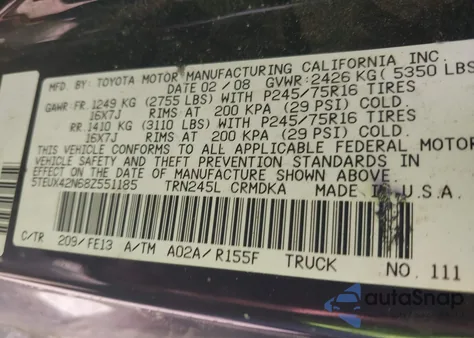 MFD. BY: TOYOTA MOTOR MANUFACTURING CALIFORNIA INC.
DATE 02 / 08 GVWR: 2426 KG ( 5350 LBS
GAWR: FR. 1249 KG (2755 LBS) WITH P245/75R16 TIRES
16X7J RIMS AT 200 KPA (29 PSI) COLD.
RR. 1410 KG (3110 LBS) WITH P245/75R16 TIRES
16X7J RIMS AT 200 KPA (29 PSI) COLD.
THIS VEHICLE CONFORMS TO ALL APPLICABLE FEDERAL MOTOR
VEHICLE SAFETY AND THEFT PREVENTION STANDARDS IN
EFFECT ON THE DATE OF MANUFACTURE SHOWN ABOVE.
5TEUX42N68Z551185 TRN245L CRMDKA MADE IN U.S.A.
C/TR 209/FE13 A/TM A02A/R155F TRUCK NO. 111
autoSnap